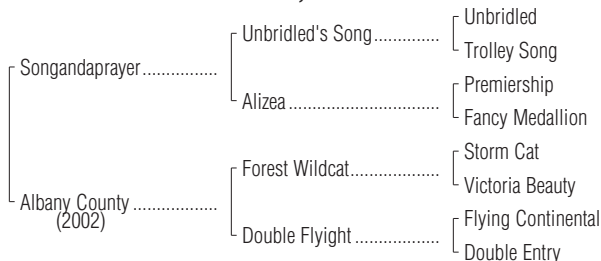 Unbridled
Unbridled's Song...............
Trolley Song
Songandaprayer................
Premiership
Alizea ....................................
Fancy Medallion
Storm Cat
Forest Wildcat.....................
Victoria Beauty
Albany County ..................
(2002)
Flying Continental
Double Flyight ....................
Double Entry